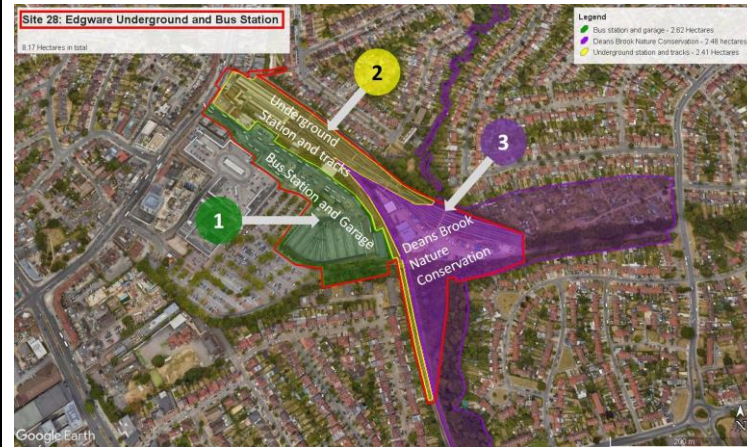 Site 28: Edgware Underground and Bus Station
8.17 Hectares in total
Legend
Bus station and garage - 2.62 Hectares
Deans Brook Nature Conservation - 2.48 hectares
Underground station and tracks - 2.41 Hectares
2
Underground
Station and tracks
3
1
Bus Station and Garage
Deans Brook
Nature
Conservation
Google Earth
200 m
N